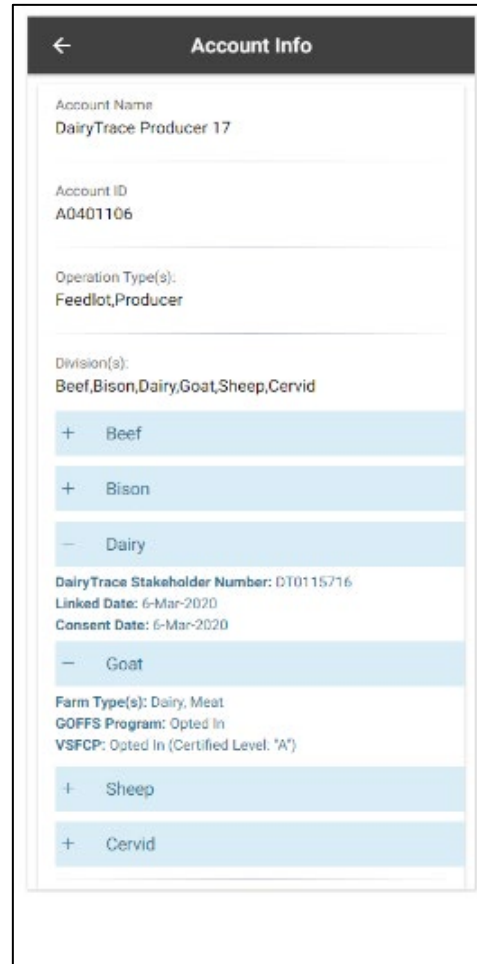 Account Info
Account Name
DairyTrace Producer 17
Account ID
A0401106
Operation Type(s):
Feedlot,Producer
Division(s):
Beef,Bison,Dairy,Goat,Sheep,Cervid
+ Beef
+ Bison
− Dairy
DairyTrace Stakeholder Number: DT0115716
Linked Date: 6-Mar-2020
Consent Date: 6-Mar-2020
− Goat
Farm Type(s): Dairy, Meat
GOFFS Program: Opted In
VSFCP: Opted In (Certified Level: "A")
+ Sheep
+ Cervid